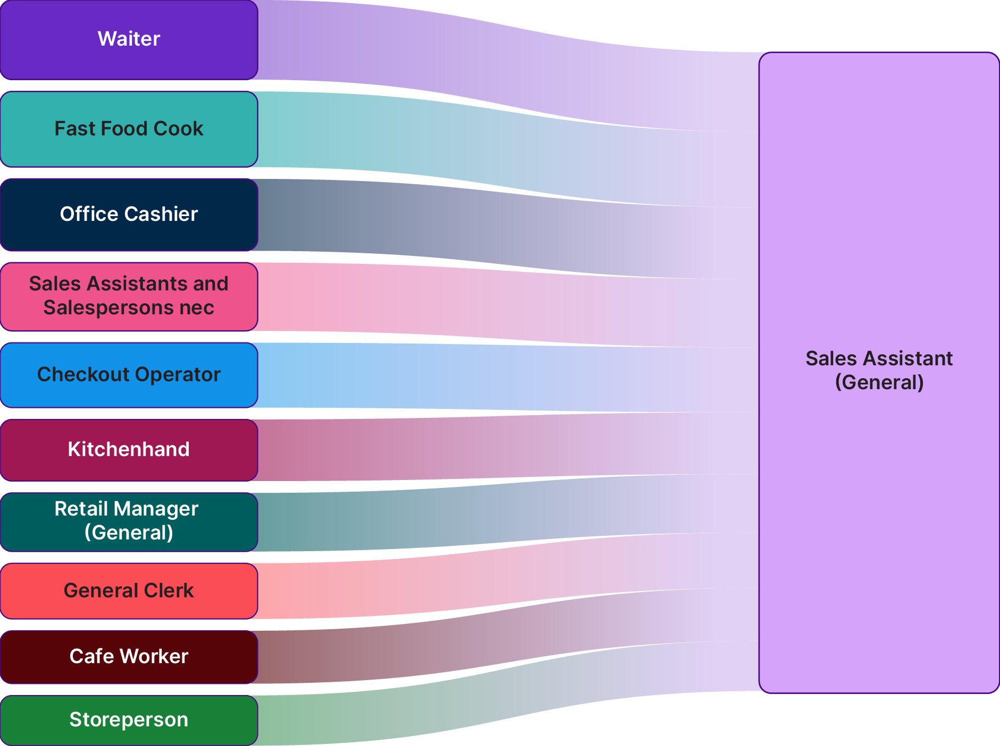 Waiter
Fast Food Cook
Office Cashier
Sales Assistants and
Salespersons nec
Checkout Operator
Kitchenhand
Retail Manager
(General)
General Clerk
Cafe Worker
Storeperson
Sales Assistant
(General)